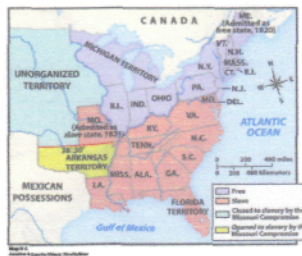 CANADA
ME.
(Admitted as
free state, 1820)
VT.
N.H.
MASS.
CT.
R.I.
N.Y.
MICHIGAN TERRITORY
UNORGANIZED
TERRITORY
PA.
N.J.
OHIO
IND.
ILL.
MD.
DEL.
MO.
(Admitted as
slave state, 1821)
VA.
KY.
ATLANTIC
OCEAN
36°30'
N.C.
TENN.
ARKANSAS
TERRITORY
S.C.
MISS.
ALA.
GA.
0 200 400 miles
0 200 400 kilometers
MEXICAN
POSSESSIONS
LA.
FLORIDA
TERRITORY
Gulf of Mexico
Free
Slave
Closed to slavery by the
Missouri Compromise
Opened to slavery by the
Missouri Compromise